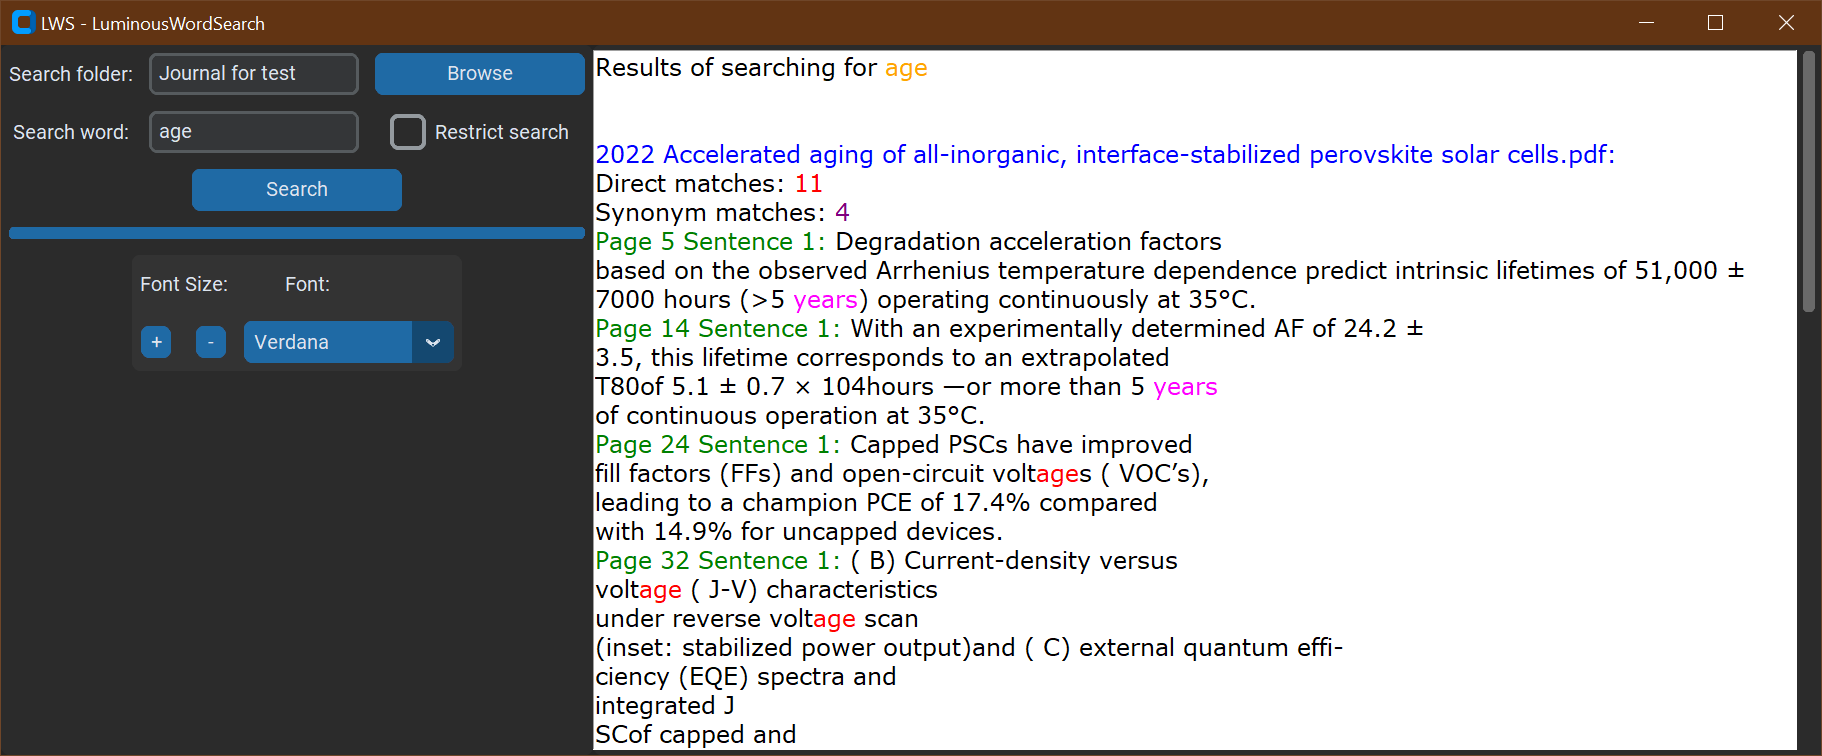 LWS - LuminousWordSearch
Search folder: Journal for test Browse
Search word: age Restrict search
Search
Font Size: Font:
+ - Verdana
Results of searching for age
2022 Accelerated aging of all-inorganic, interface-stabilized perovskite solar cells.pdf:
Direct matches: 11
Synonym matches: 4
Page 5 Sentence 1: Degradation acceleration factors
based on the observed Arrhenius temperature dependence predict intrinsic lifetimes of 51,000 ±
7000 hours (>5 years) operating continuously at 35°C.
Page 14 Sentence 1: With an experimentally determined AF of 24.2 ±
3.5, this lifetime corresponds to an extrapolated
T80of 5.1 ± 0.7 × 104hours —or more than 5 years
of continuous operation at 35°C.
Page 24 Sentence 1: Capped PSCs have improved
fill factors (FFs) and open-circuit voltages ( VOC’s),
leading to a champion PCE of 17.4% compared
with 14.9% for uncapped devices.
Page 32 Sentence 1: ( B) Current-density versus
voltage ( J-V) characteristics
under reverse voltage scan
(inset: stabilized power output)and ( C) external quantum effi-
ciency (EQE) spectra and
integrated J
SCof capped and